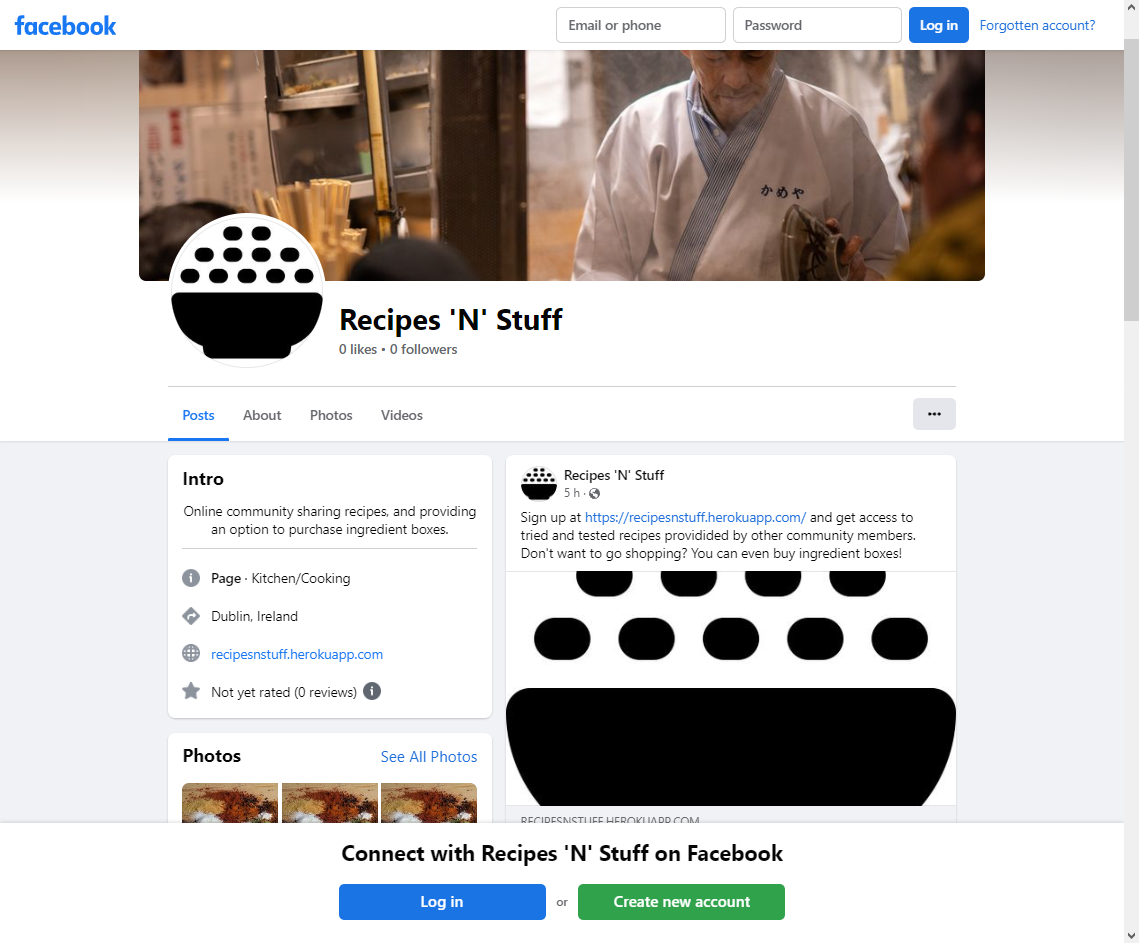 facebook
Email or phone
Password
Log in
Forgotten account?
かめや
Recipes 'N' Stuff
0 likes • 0 followers
Posts
About
Photos
Videos
Intro
Online community sharing recipes, and providing
an option to purchase ingredient boxes.
Page · Kitchen/Cooking
Dublin, Ireland
recipesnstuff.herokuapp.com
Not yet rated (0 reviews)
Photos
See All Photos
Recipes 'N' Stuff
5 h ·
Sign up at https://recipesnstuff.herokuapp.com/ and get access to
tried and tested recipes providided by other community members.
Don't want to go shopping? You can even buy ingredient boxes!
RECIPESNSTUFF.HEROKUAPP.COM
Connect with Recipes 'N' Stuff on Facebook
Log in
or
Create new account